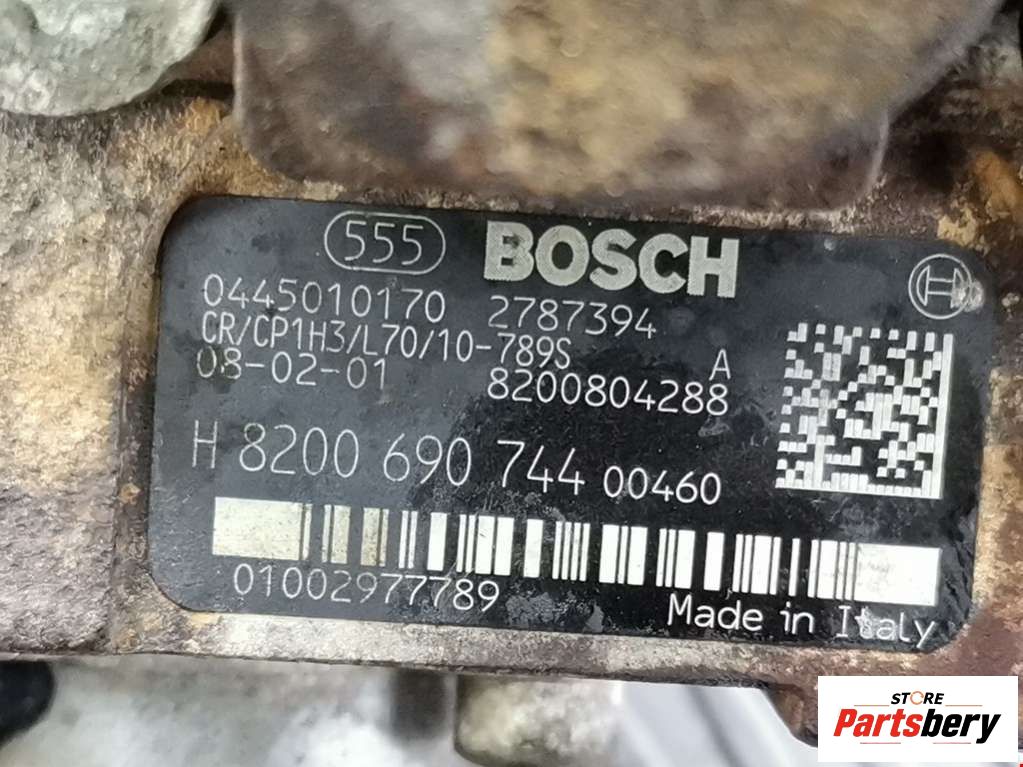 555 BOSCH
0445010170 2787394
CR/CP1H3/L70/10-789S A
08-02-01 8200804288
H 8200 690 744 00460
01002977789
Made in Italy
STORE
Partsbery